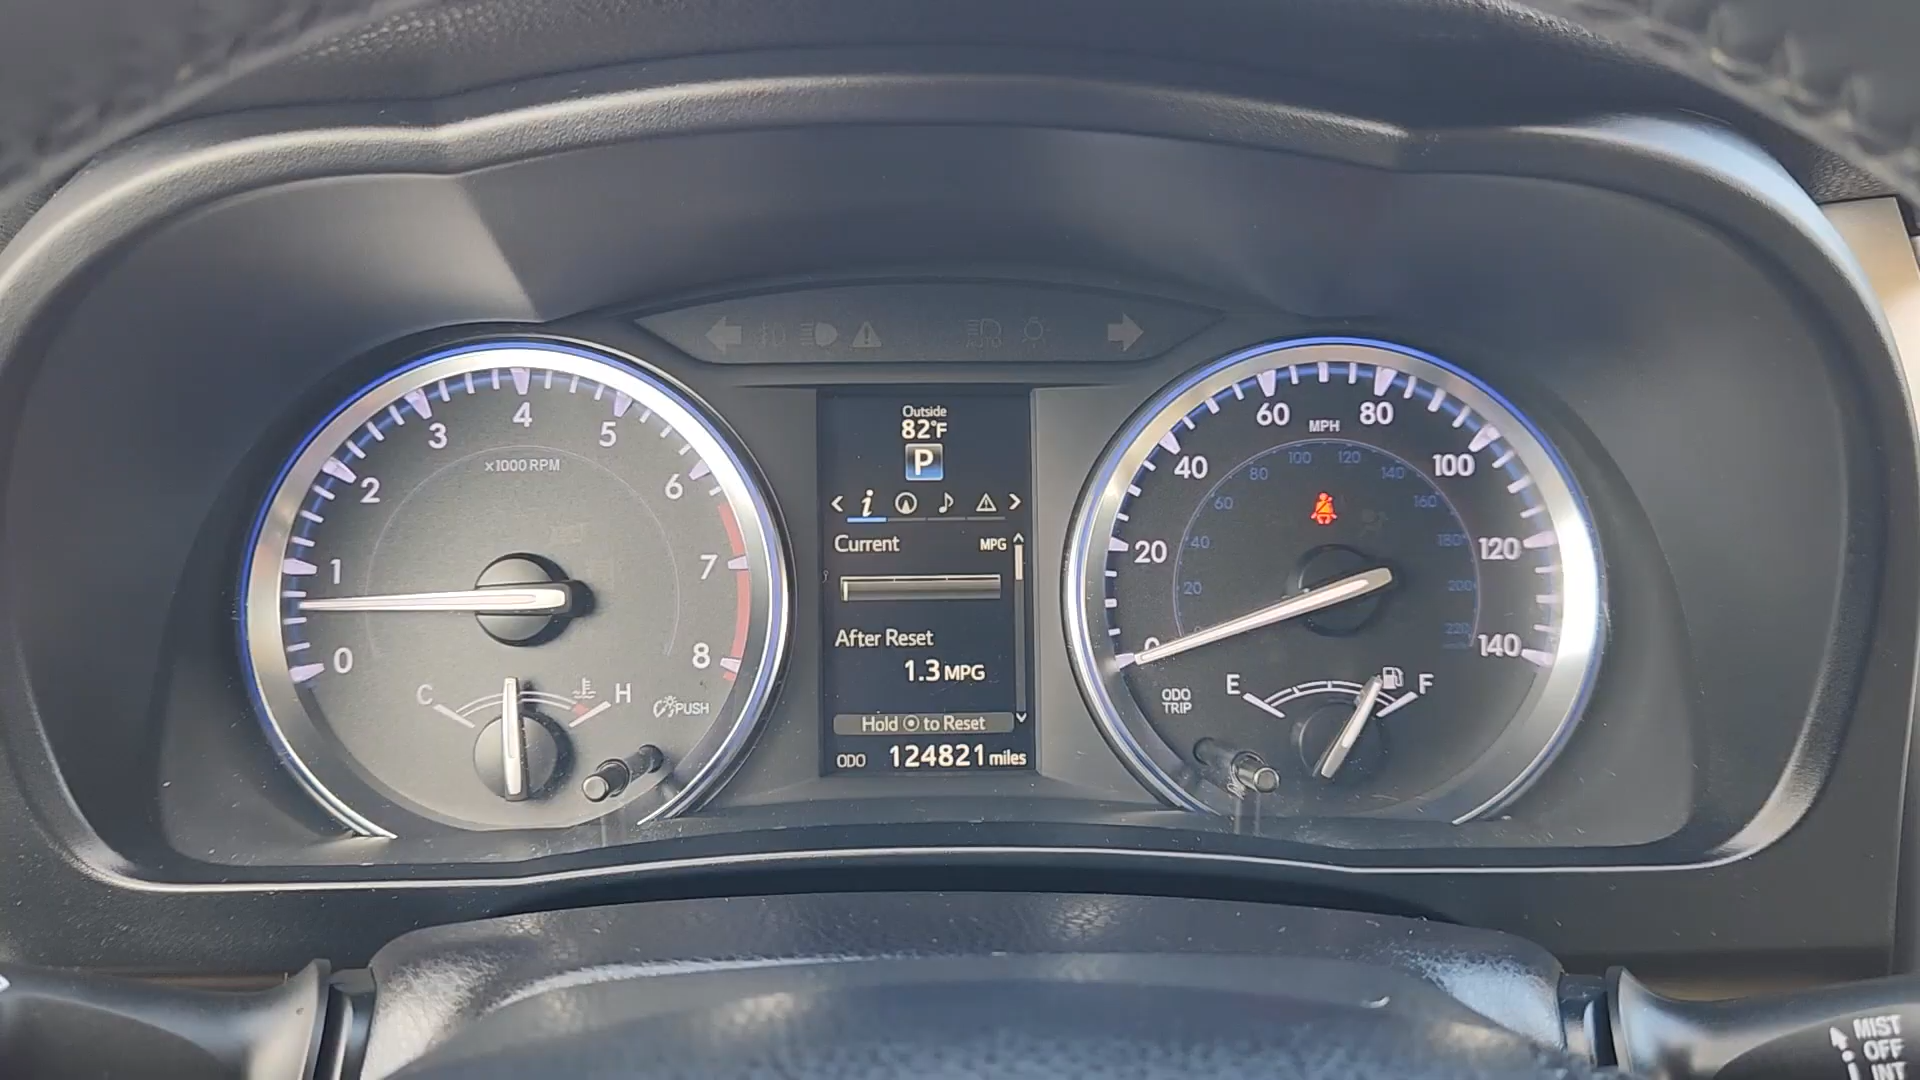 4
3
5
×1000 RPM
2
6
1
7
0
8
C
H
PUSH
Outside
82°F
P
i
Current
MPG
After Reset
1.3 MPG
Hold to Reset
ODO 124821 miles
60
80
MPH
40
100
20
120
0
140
100
120
80
140
60
160
40
180
20
200
220
AUTO
ODO
TRIP
E
F
MIST
OFF
INT